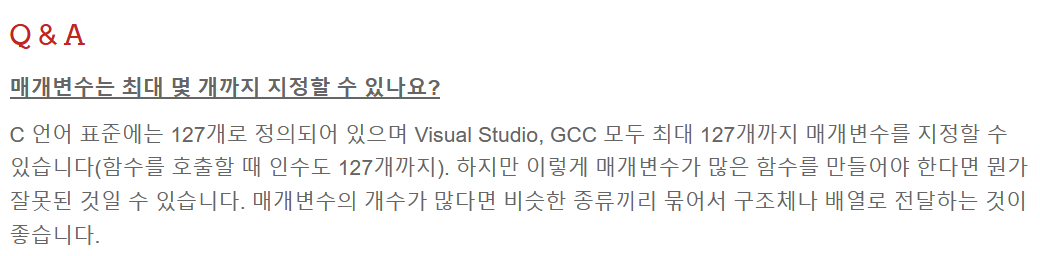 Q & A
매개변수는 최대 몇 개까지 지정할 수 있나요?
C 언어 표준에는 127개로 정의되어 있으며 Visual Studio, GCC 모두 최대 127개까지 매개변수를 지정할 수
있습니다(함수를 호출할 때 인수도 127개까지). 하지만 이렇게 매개변수가 많은 함수를 만들어야 한다면 뭔가
잘못된 것일 수 있습니다. 매개변수의 개수가 많다면 비슷한 종류끼리 묶어서 구조체나 배열로 전달하는 것이
좋습니다.